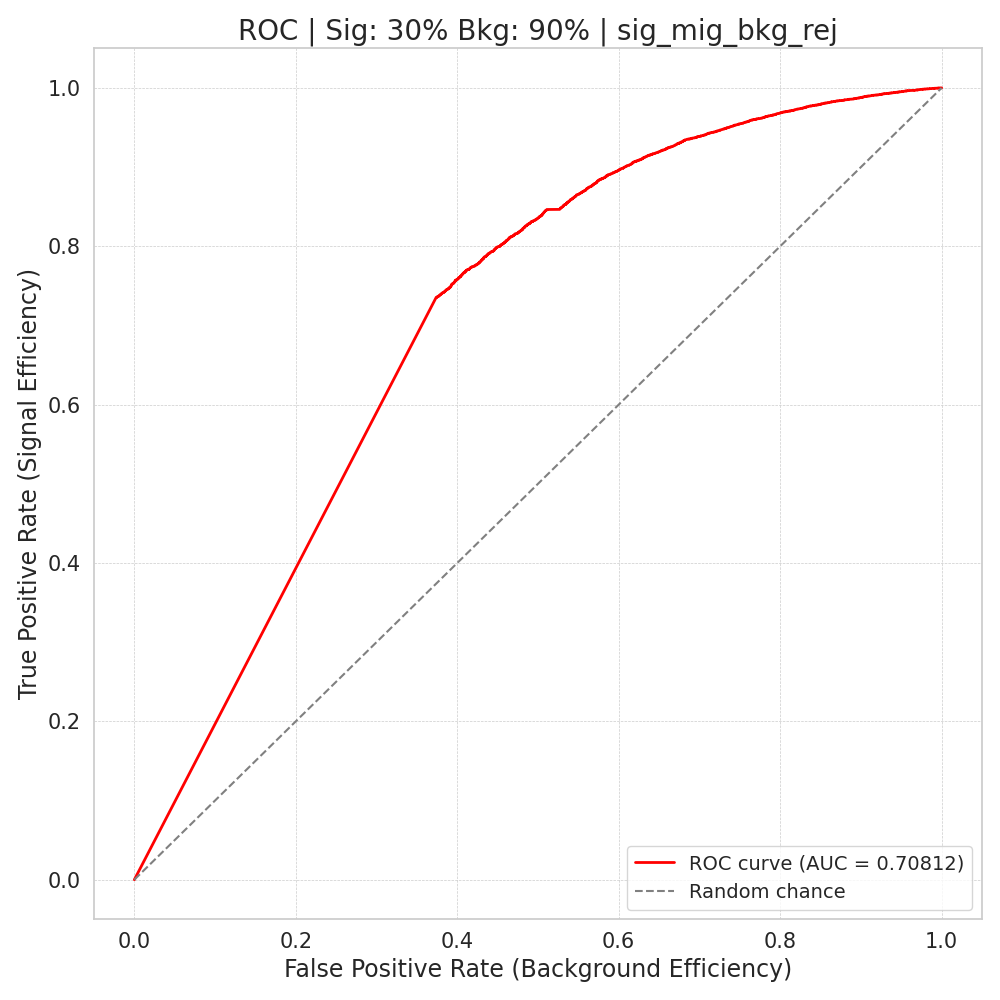 ROC | Sig: 30% Bkg: 90% | sig_mig_bkg_rej
True Positive Rate (Signal Efficiency)
1.0
0.8
0.6
0.4
0.2
0.0
ROC curve (AUC = 0.70812)
Random chance
0.0 0.2 0.4 0.6 0.8 1.0
False Positive Rate (Background Efficiency)